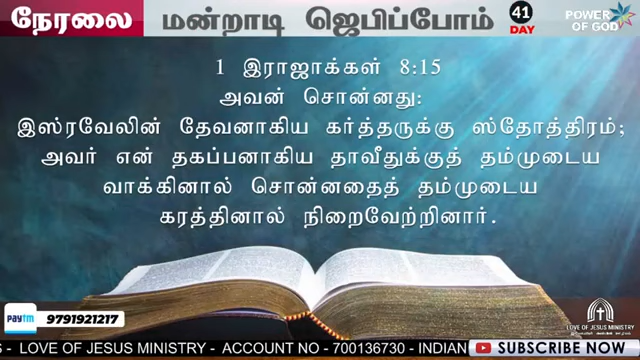 நேரலை
மன்றாடி ஜெபிப்போம்
41
DAY
POWER
OF GOD
1 இராஜாக்கள் 8:15
அவன் சொன்னது:
இஸ்ரவேலின் தேவனாகிய கர்த்தருக்கு ஸ்தோத்திரம்;
அவர் என் தகப்பனாகிய தாவீதுக்குத் தம்முடைய
வாக்கினால் சொன்னதைத் தம்முடைய
கரத்தினால் நிறைவேற்றினார்.
paytm 9791921217
LOVE OF JESUS MINISTRY
S - LOVE OF JESUS MINISTRY - ACCOUNT NO - 700136730 - INDIAN
SUBSCRIBE NOW